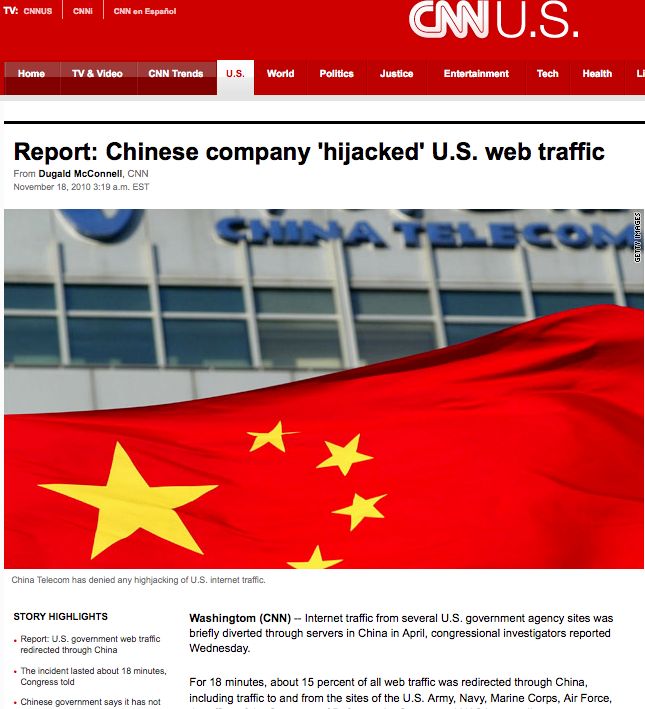 TV: CNNUS CNNi CNN en Español
CNN U.S.
Home TV & Video CNN Trends U.S. World Politics Justice Entertainment Tech Health Li
Report: Chinese company 'hijacked' U.S. web traffic
From Dugald McConnell, CNN
November 18, 2010 3:19 a.m. EST
CHINA TELECOM
GETTY IMAGES
China Telecom has denied any highjacking of U.S. internet traffic.
STORY HIGHLIGHTS
Report: U.S. government web traffic
redirected through China
The incident lasted about 18 minutes,
Congress told
Chinese government says it has not
Washingtom (CNN) -- Internet traffic from several U.S. government agency sites was
briefly diverted through servers in China in April, congressional investigators reported
Wednesday.
For 18 minutes, about 15 percent of all web traffic was redirected through China,
including traffic to and from the sites of the U.S. Army, Navy, Marine Corps, Air Force,